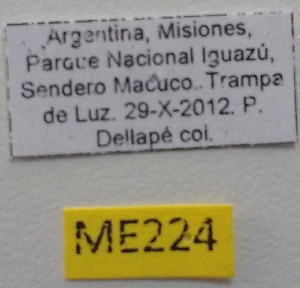 Argentina, Misiones,
Parque Nacional Iguazú,
Sendero Macuco. Trampa
de Luz. 29-X-2012. P.
Dellapé col.
ME224